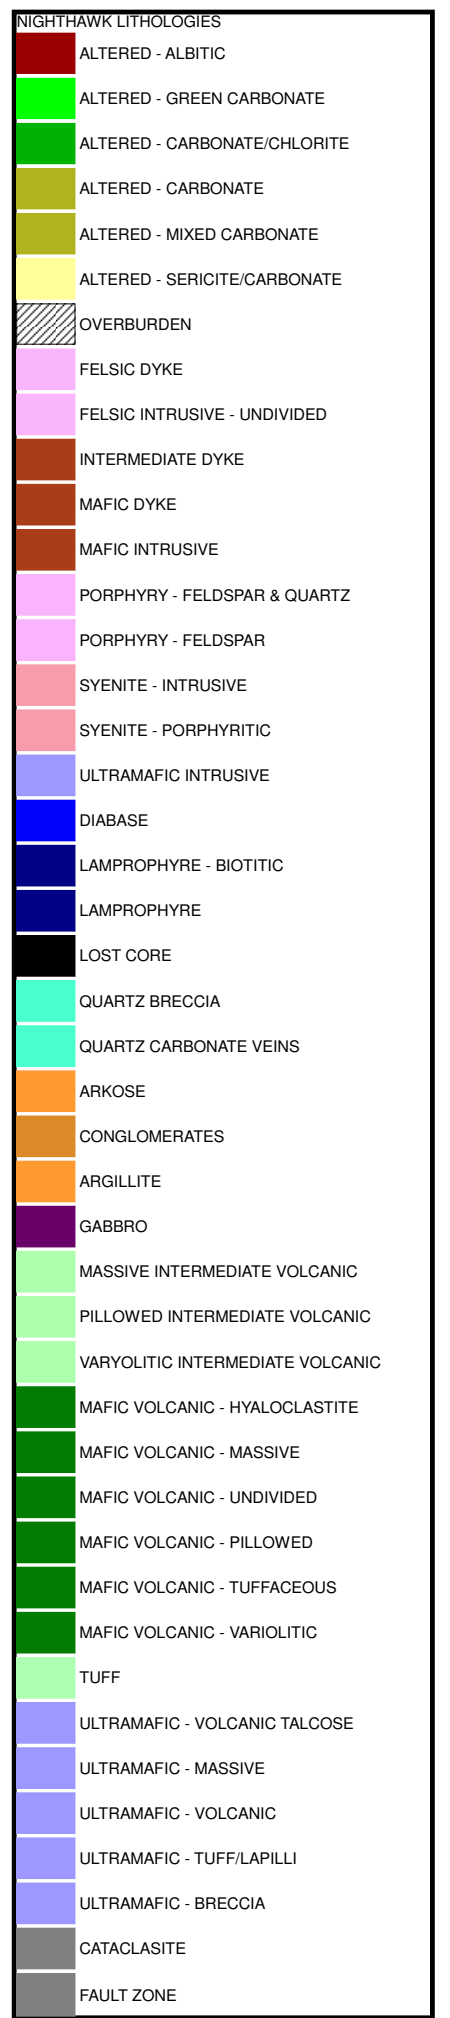 NIGHTHAWK LITHOLOGIES
ALTERED - ALBITIC
ALTERED - GREEN CARBONATE
ALTERED - CARBONATE/CHLORITE
ALTERED - CARBONATE
ALTERED - MIXED CARBONATE
ALTERED - SERICITE/CARBONATE
OVERBURDEN
FELSIC DYKE
FELSIC INTRUSIVE - UNDIVIDED
INTERMEDIATE DYKE
MAFIC DYKE
MAFIC INTRUSIVE
PORPHYRY - FELDSPAR & QUARTZ
PORPHYRY - FELDSPAR
SYENITE - INTRUSIVE
SYENITE - PORPHYRITIC
ULTRAMAFIC INTRUSIVE
DIABASE
LAMPROPHYRE - BIOTITIC
LAMPROPHYRE
LOST CORE
QUARTZ BRECCIA
QUARTZ CARBONATE VEINS
ARKOSE
CONGLOMERATES
ARGILLITE
GABBRO
MASSIVE INTERMEDIATE VOLCANIC
PILLOWED INTERMEDIATE VOLCANIC
VARYOLITIC INTERMEDIATE VOLCANIC
MAFIC VOLCANIC - HYALOCLASTITE
MAFIC VOLCANIC - MASSIVE
MAFIC VOLCANIC - UNDIVIDED
MAFIC VOLCANIC - PILLOWED
MAFIC VOLCANIC - TUFFACEOUS
MAFIC VOLCANIC - VARIOLITIC
TUFF
ULTRAMAFIC - VOLCANIC TALCOSE
ULTRAMAFIC - MASSIVE
ULTRAMAFIC - VOLCANIC
ULTRAMAFIC - TUFF/LAPILLI
ULTRAMAFIC - BRECCIA
CATACLASITE
FAULT ZONE